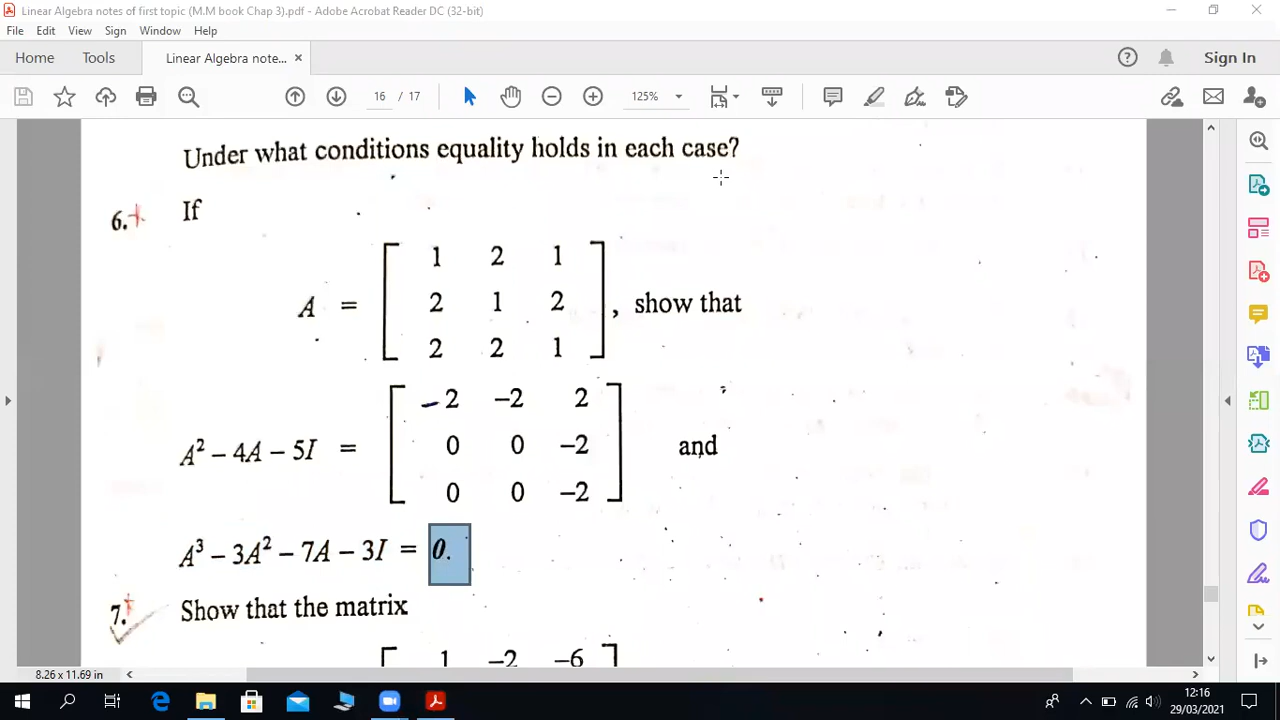 Linear Algebra notes of first topic (M.M book Chap 3).pdf - Adobe Acrobat Reader DC (32-bit)
File Edit View Sign Window Help
Home Tools Linear Algebra note... × Sign In
16 / 17 125%
Under what conditions equality holds in each case?
6.+ If
A = [ 1 2 1
2 1 2
2 2 1 ], show that
A² – 4A – 5I = [ –2 –2 2
0 0 –2
0 0 –2 ] and
A³ – 3A² – 7A – 3I = 0.
7.+ Show that the matrix
[ 1 –2 –6 ]
8.26 x 11.69 in
12:16
29/03/2021